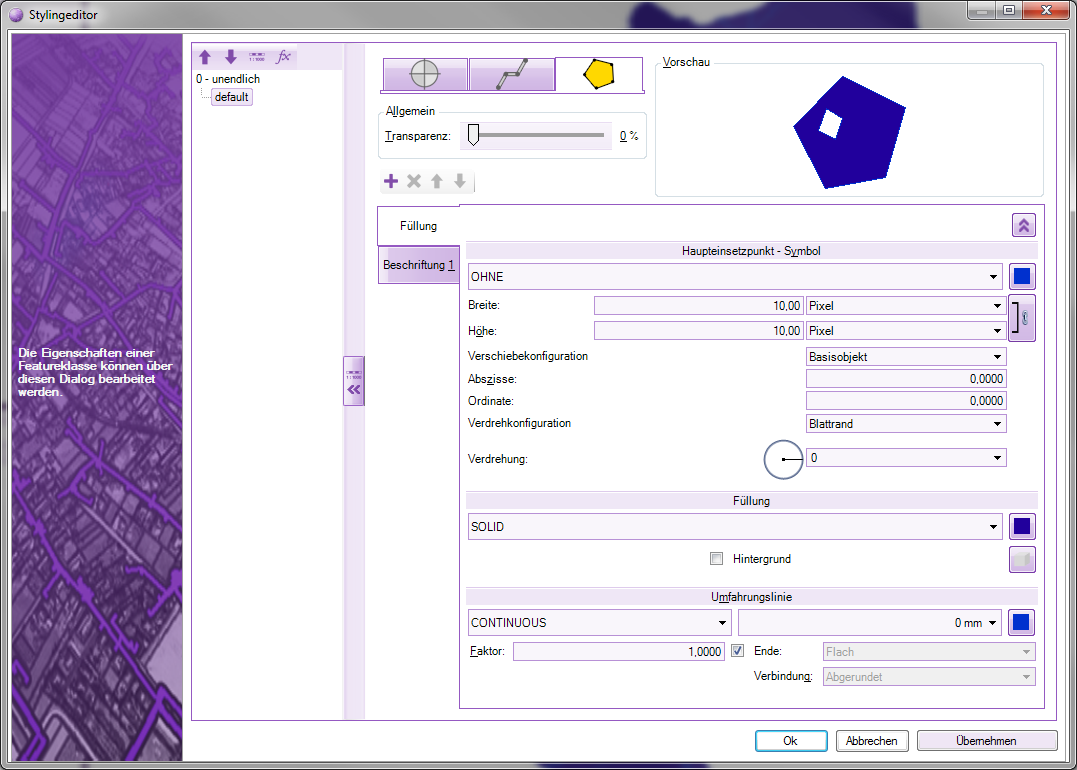 Stylingeditor
Die Eigenschaften einer
Featureklasse können über
diesen Dialog bearbeitet
werden.
1 : 1000
fx
0 - unendlich
default
1 : 1000
Allgemein
Transparenz:
0 %
Vorschau
Füllung
Beschriftung 1
Haupteinsetzpunkt - Symbol
OHNE
Breite:
10,00
Pixel
Höhe:
10,00
Pixel
Verschiebekonfiguration
Basisobjekt
Abszisse:
0,0000
Ordinate:
0,0000
Verdrehkonfiguration
Blattrand
Verdrehung:
0
Füllung
SOLID
Hintergrund
Umfahrungslinie
CONTINUOUS
0 mm
Faktor:
1,0000
Ende:
Flach
Verbindung:
Abgerundet
Ok
Abbrechen
Übernehmen